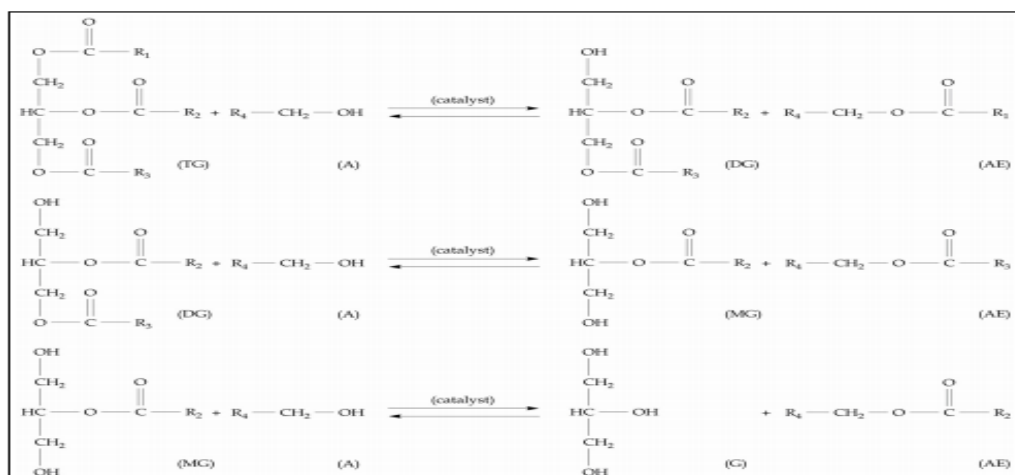 O
O — C — R₁
CH₂ O O
HC — O — C — R₂ + R₄ — CH₂ — OH
CH₂ O
O — C — R₃
(TG) (A)
(catalyst)
OH
CH₂ O O
HC — O — C — R₂ + R₄ — CH₂ — O — C — R₁
CH₂ O
O — C — R₃
(DG) (AE)
OH
CH₂ O
HC — O — C — R₂ + R₄ — CH₂ — OH
CH₂ O
O — C — R₃
(DG) (A)
(catalyst)
OH
CH₂ O O
HC — O — C — R₂ + R₄ — CH₂ — O — C — R₃
CH₂
OH
(MG) (AE)
OH
CH₂ O
HC — O — C — R₂ + R₄ — CH₂ — OH
CH₂
OH
(MG) (A)
(catalyst)
OH
CH₂ O
HC — OH + R₄ — CH₂ — O — C — R₂
CH₂
OH
(G) (AE)